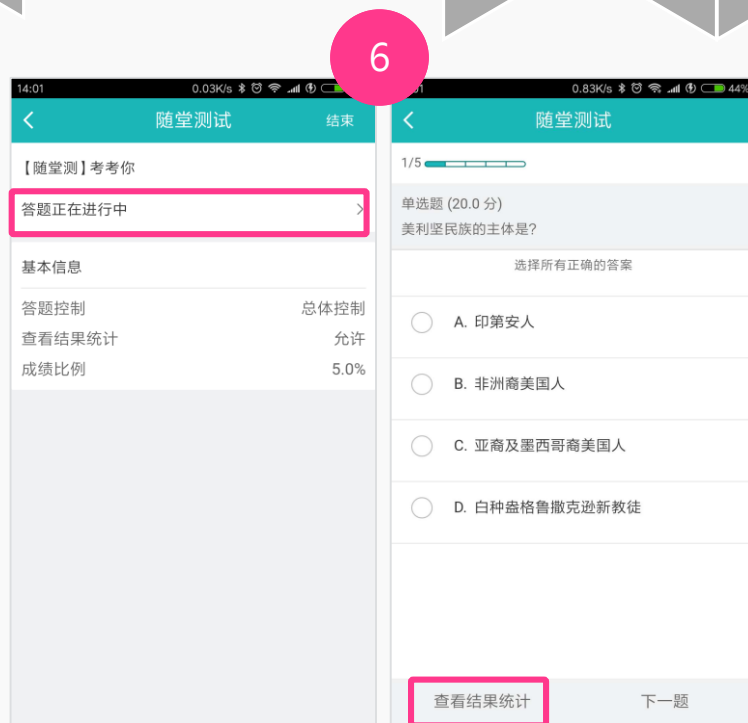 6
14:01
0.03K/s
随堂测试
结束
【随堂测】考考你
答题正在进行中
基本信息
答题控制
总体控制
查看结果统计
允许
成绩比例
5.0%
0.83K/s
44%
随堂测试
1/5
单选题 (20.0 分)
美利坚民族的主体是?
选择所有正确的答案
A. 印第安人
B. 非洲裔美国人
C. 亚裔及墨西哥裔美国人
D. 白种盎格鲁撒克逊新教徒
查看结果统计
下一题